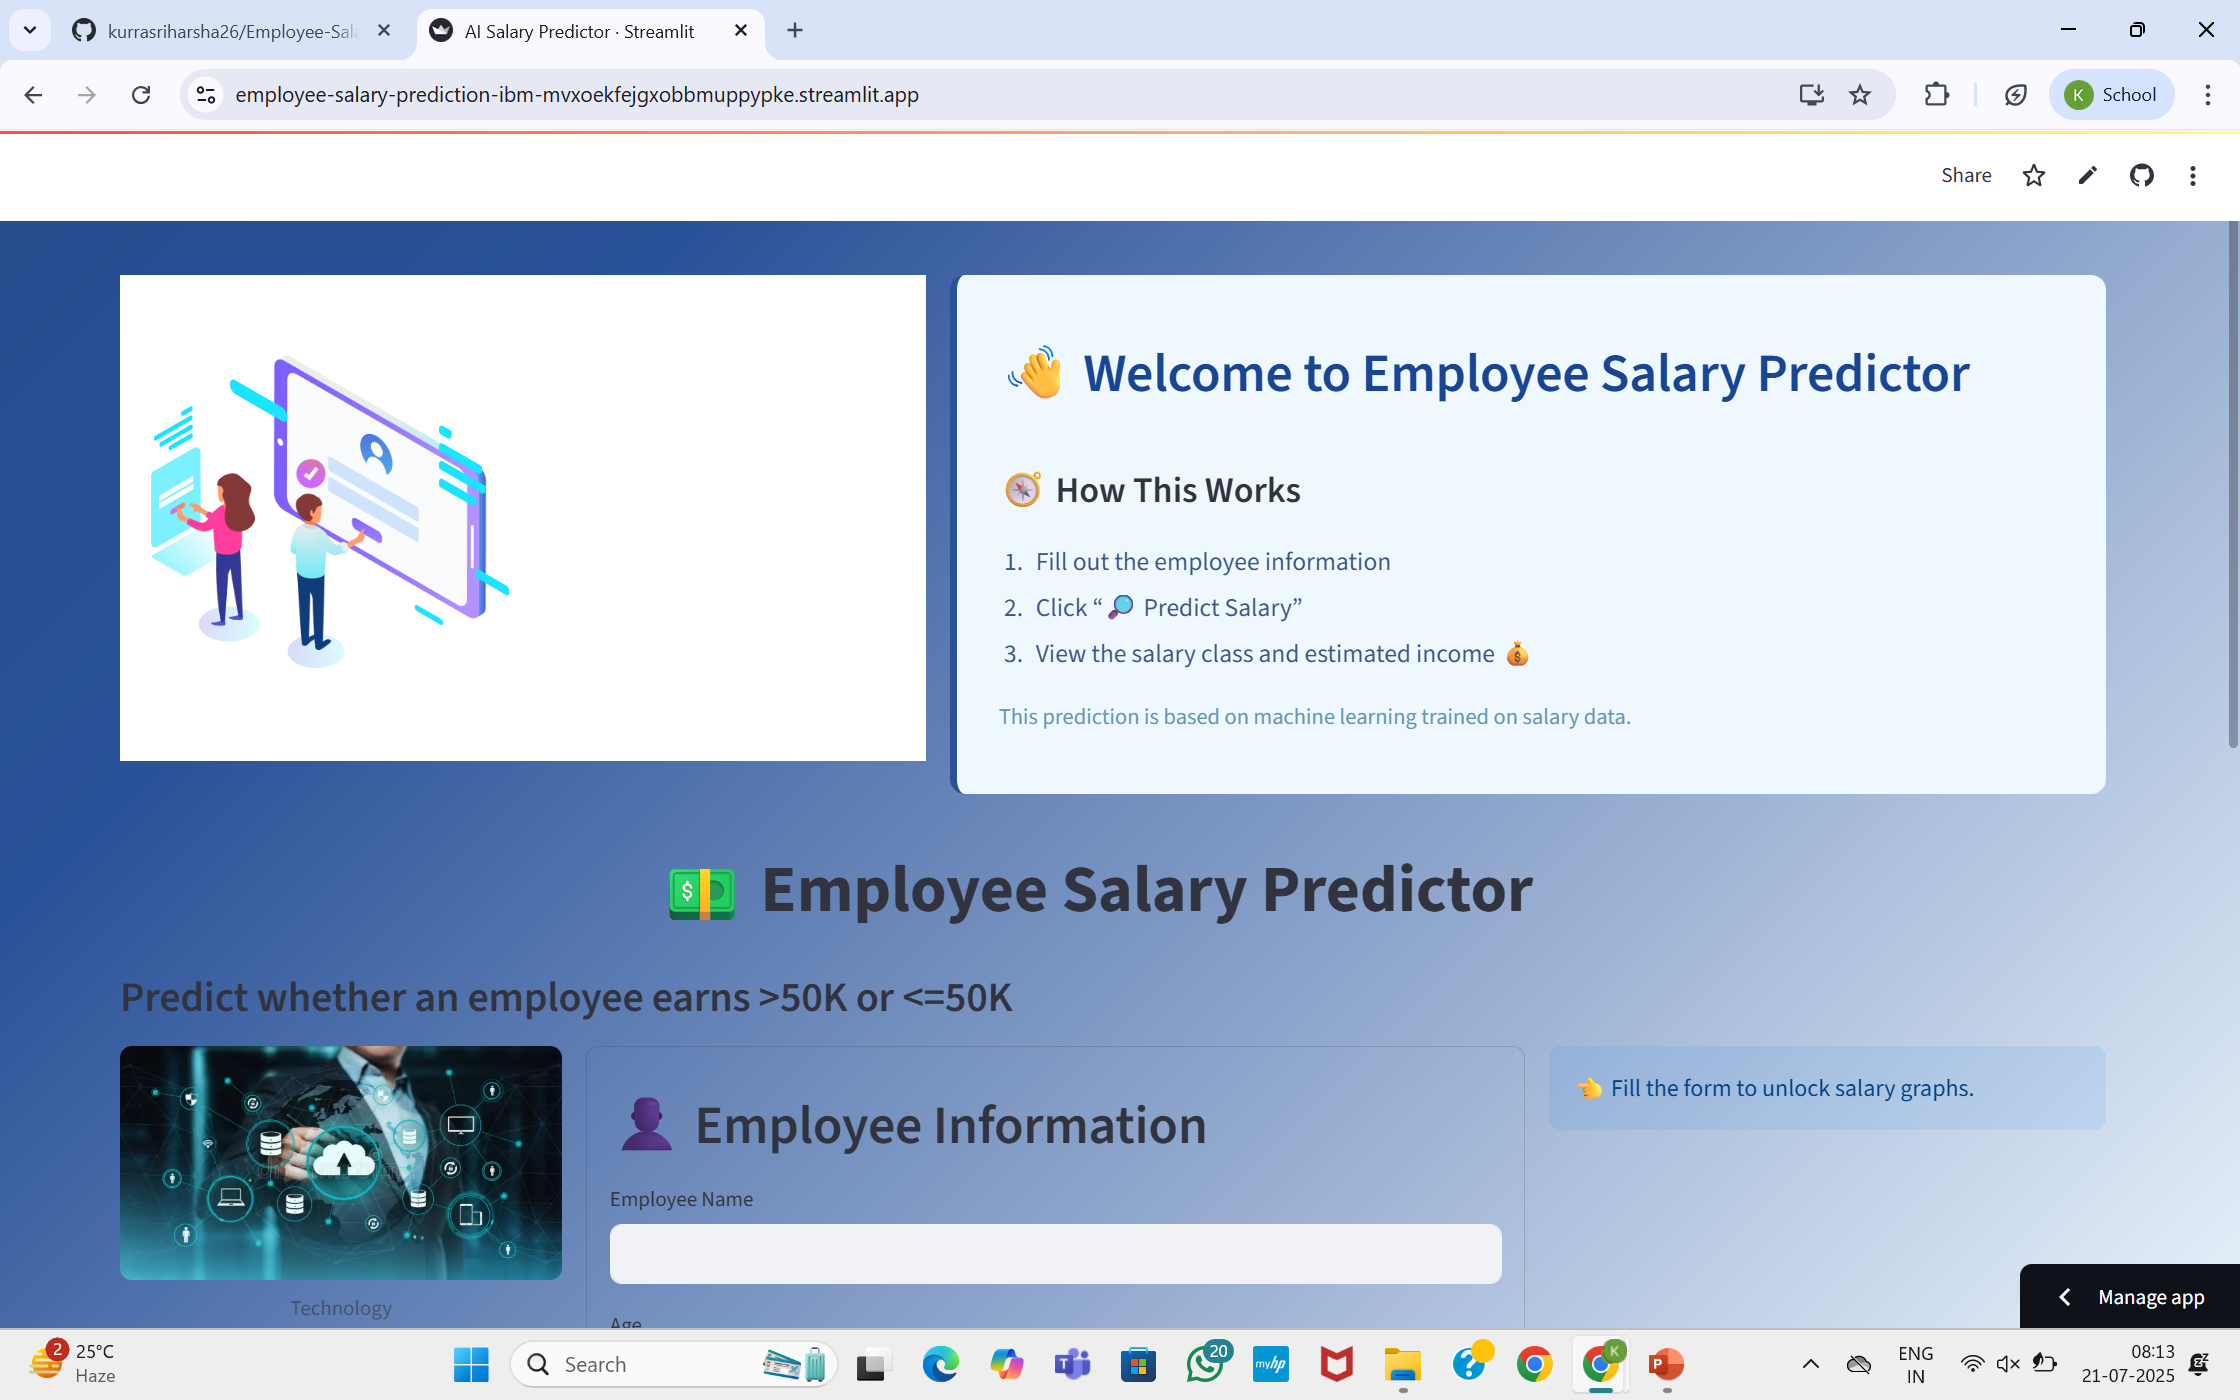 kurrasriharsha26/Employee-Sala
AI Salary Predictor · Streamlit
employee-salary-prediction-ibm-mvxoekfejgxobbmuppypke.streamlit.app
K School
Share
👋 Welcome to Employee Salary Predictor
🧭 How This Works
1. Fill out the employee information
2. Click “🔎 Predict Salary”
3. View the salary class and estimated income 💰
This prediction is based on machine learning trained on salary data.
💵 Employee Salary Predictor
Predict whether an employee earns >50K or <=50K
👤 Employee Information
👈 Fill the form to unlock salary graphs.
Employee Name
Technology
Age
Manage app
2
25°C
Haze
Search
T
20
myhp
?
K
P
ENG
IN
08:13
21-07-2025